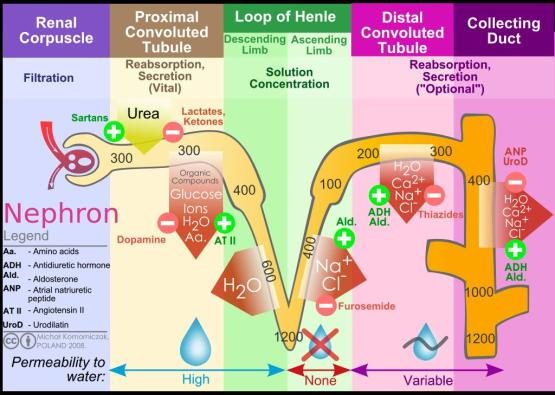 Renal
Corpuscle
Proximal
Convoluted
Tubule
Loop of Henle
Descending
Limb
Ascending
Limb
Distal
Convoluted
Tubule
Collecting
Duct
Filtration
Reabsorption,
Secretion
(Vital)
Solution
Concentration
Reabsorption,
Secretion
("Optional")
Sartans
Urea
Lactates,
Ketones
300
300
Organic
Compounds
Glucose
Ions
H2O
Aa.
Dopamine
AT II
400
600
H2O
1200
400
100
Na+
Cl-
Ald.
Furosemide
200
300
H2O
Ca2+
Na+
Cl-
ADH
Ald.
Thiazides
400
ANP
UroD
H2O
Ca2+
Na+
Cl-
ADH
Ald.
1000
1200
Nephron
Legend
Aa. - Amino acids
ADH - Antidiuretic hormone
Ald. - Aldosterone
ANP - Atrial natriuretic
peptide
AT II - Angiotensin II
UroD - Urodilatin
cc Michał Komorniczak,
POLAND 2008.
Permeability to
water:
High
None
Variable